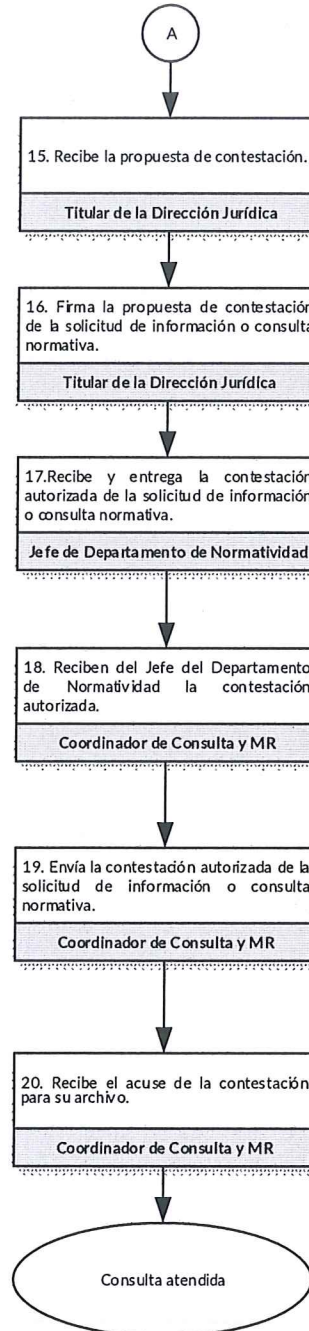 A
15. Recibe la propuesta de contestación.
Titular de la Dirección Jurídica
16. Firma la propuesta de contestación
de la solicitud de información o consulta
normativa.
Titular de la Dirección Jurídica
17.Recibe y entrega la contestación
autorizada de la solicitud de información
o consulta normativa.
Jefe de Departamento de Normatividad
18. Reciben del Jefe del Departamento
de Normatividad la contestación
autorizada.
Coordinador de Consulta y MR
19. Envía la contestación autorizada de la
solicitud de información o consulta
normativa.
Coordinador de Consulta y MR
20. Recibe el acuse de la contestación
para su archivo.
Coordinador de Consulta y MR
Consulta atendida